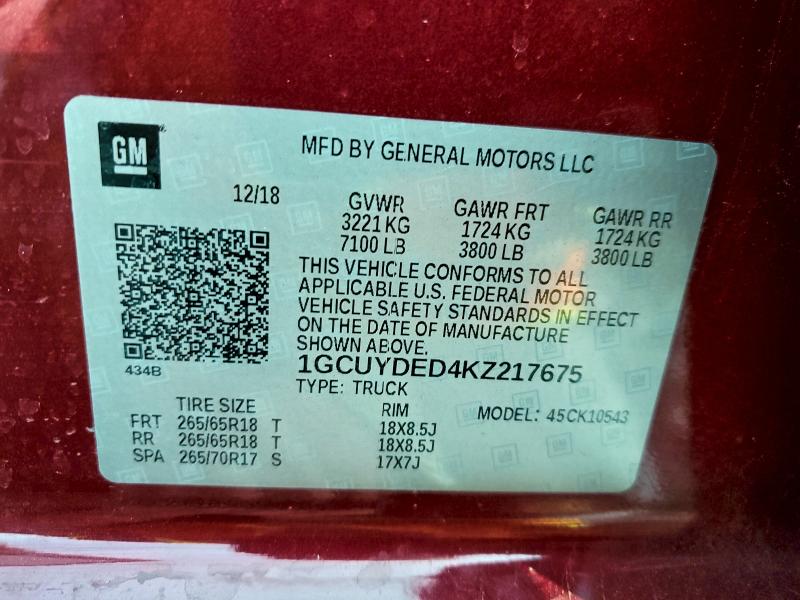 GM
MFD BY GENERAL MOTORS LLC
12/18
GVWR
3221 KG
7100 LB
GAWR FRT
1724 KG
3800 LB
GAWR RR
1724 KG
3800 LB
THIS VEHICLE CONFORMS TO ALL
APPLICABLE U.S. FEDERAL MOTOR
VEHICLE SAFETY STANDARDS IN EFFECT
ON THE DATE OF MANUFACTURE
SHOWN ABOVE.
434B
1GCUYDED4KZ217675
TYPE: TRUCK
MODEL: 45CK10543
TIRE SIZE RIM
FRT 265/65R18 T 18X8.5J
RR 265/65R18 T 18X8.5J
SPA 265/70R17 S 17X7J